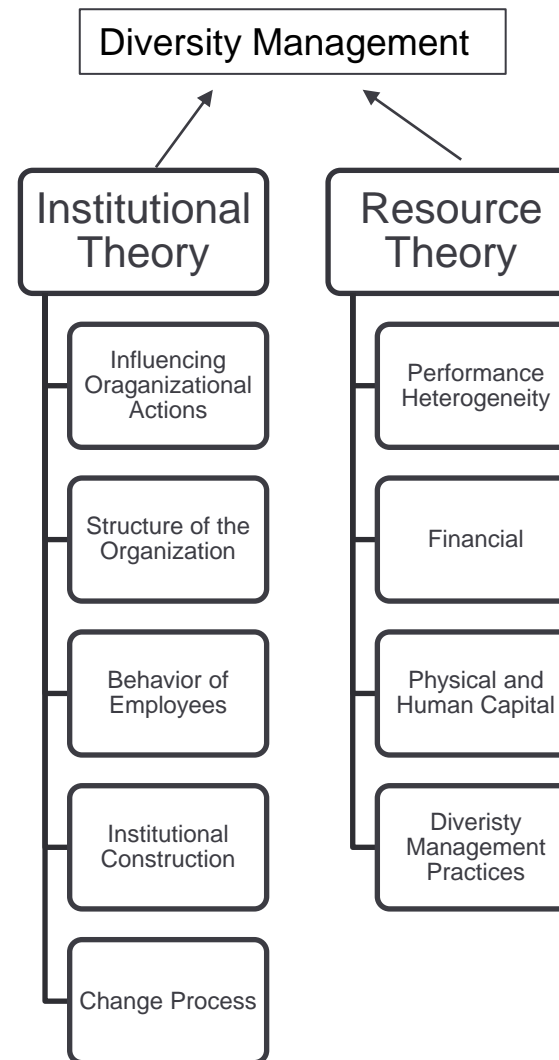 Diversity Management
Institutional
Theory
Influencing
Oraganizational
Actions
Structure of the
Organization
Behavior of
Employees
Institutional
Construction
Change Process
Resource
Theory
Performance
Heterogeneity
Financial
Physical and
Human Capital
Diveristy
Management
Practices